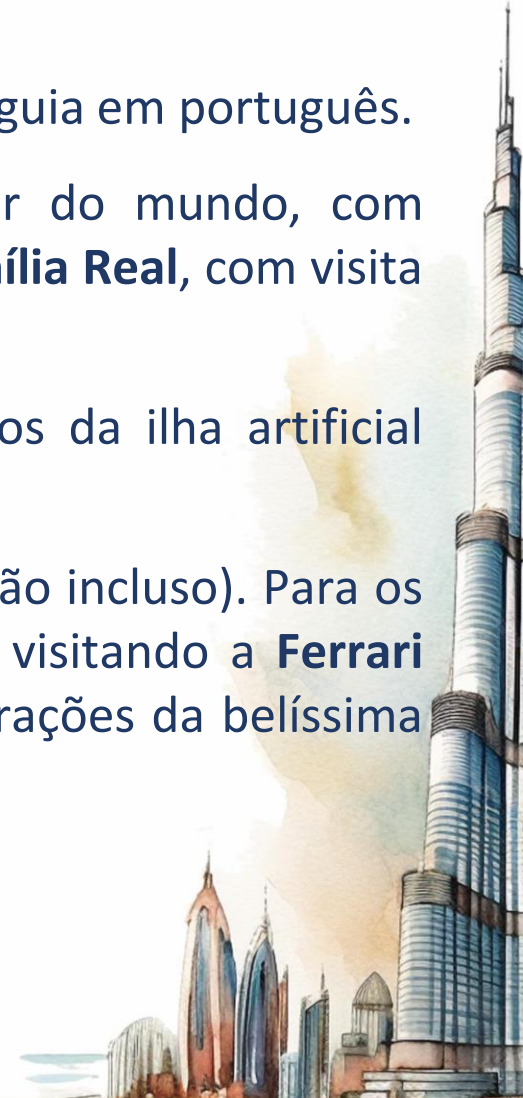 guia em português.
r do mundo, com
ília Real, com visita
os da ilha artificial
ão incluso). Para os
visitando a Ferrari
rações da belíssima